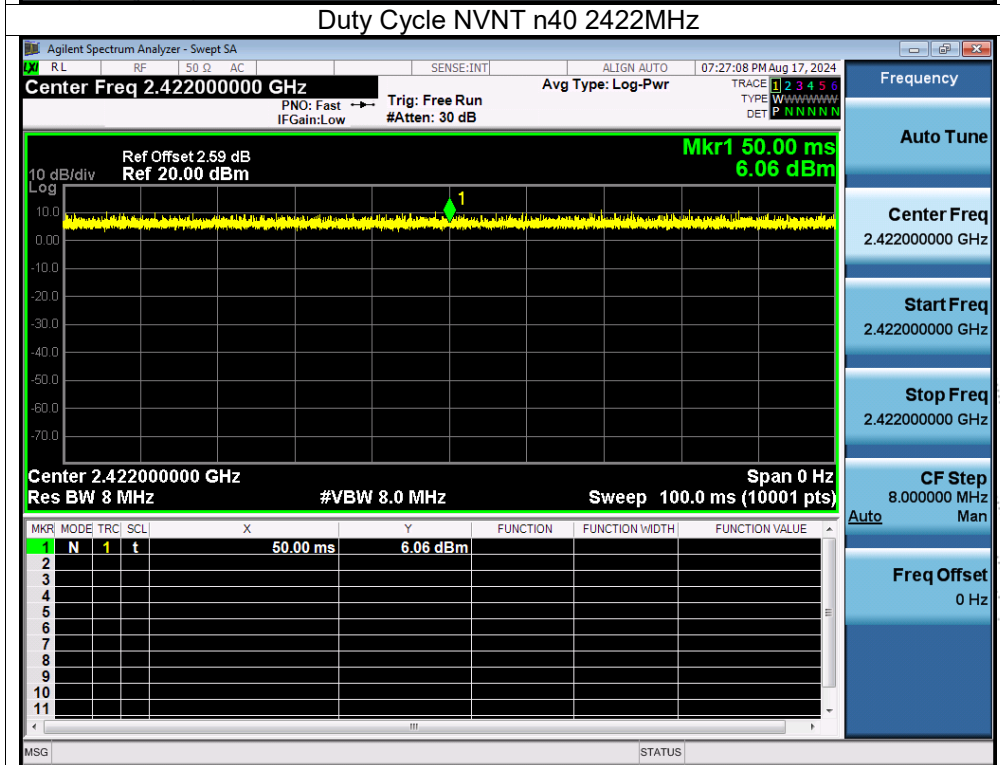 Duty Cycle NVNT n40 2422MHz
Agilent Spectrum Analyzer - Swept SA
LXI RL RF 50 Ω AC SENSE:INT ALIGN AUTO 07:27:08 PM Aug 17, 2024
Center Freq 2.422000000 GHz
PNO: Fast
IFGain:Low
Trig: Free Run
#Atten: 30 dB
Avg Type: Log-Pwr
TRACE 1 2 3 4 5 6
TYPE WWWWWW
DET P N N N N N
Ref Offset 2.59 dB
Ref 20.00 dBm
Mkr1 50.00 ms
6.06 dBm
10 dB/div
Log
1
10.0
0.00
-10.0
-20.0
-30.0
-40.0
-50.0
-60.0
-70.0
Center 2.422000000 GHz Span 0 Hz
Res BW 8 MHz #VBW 8.0 MHz Sweep 100.0 ms (10001 pts)
MKR MODE TRC SCL X Y FUNCTION FUNCTION WIDTH FUNCTION VALUE
1 N 1 t 50.00 ms 6.06 dBm
2
3
4
5
6
7
8
9
10
11
MSG STATUS
Frequency
Auto Tune
Center Freq
2.422000000 GHz
Start Freq
2.422000000 GHz
Stop Freq
2.422000000 GHz
CF Step
8.000000 MHz
Auto Man
Freq Offset
0 Hz